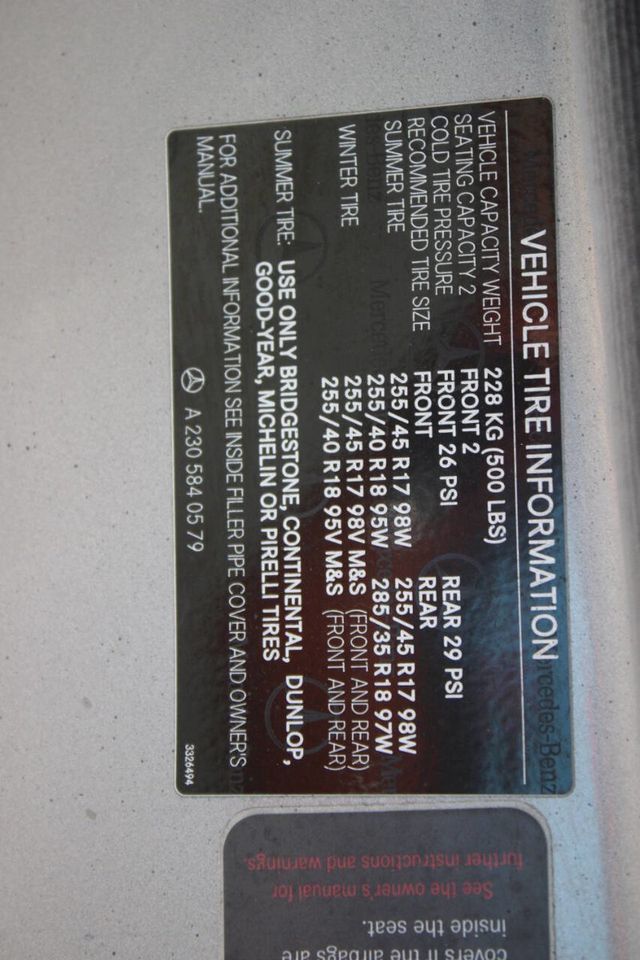 VEHICLE TIRE INFORMATION
VEHICLE CAPACITY WEIGHT 228 KG (500 LBS)
SEATING CAPACITY 2 FRONT 2
COLD TIRE PRESSURE FRONT 26 PSI REAR 29 PSI
RECOMMENDED TIRE SIZE FRONT REAR
SUMMER TIRE 255/45 R17 98W 255/45 R17 98W
255/40 R18 95W 285/35 R18 97W
WINTER TIRE 255/45 R17 98V M&S (FRONT AND REAR)
255/40 R18 95V M&S (FRONT AND REAR)
SUMMER TIRE: USE ONLY BRIDGESTONE, CONTINENTAL, DUNLOP,
GOOD-YEAR, MICHELIN OR PIRELLI TIRES
FOR ADDITIONAL INFORMATION SEE INSIDE FILLER PIPE COVER AND OWNER'S
MANUAL.
A 230 584 05 79
3326494
covers if the airbags are
inside the seat.
See the owner's manual for
further instructions and warnings.